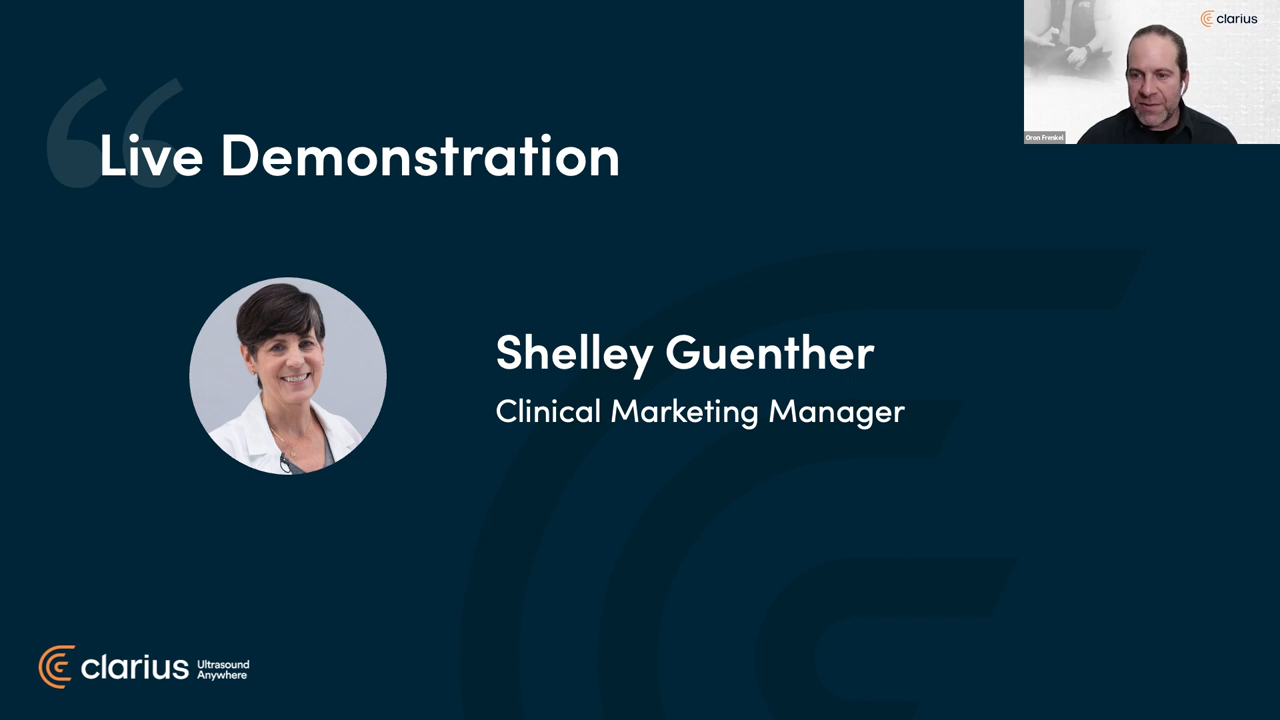 Live Demonstration
clarius
Oron Frenkel
Shelley Guenther
Clinical Marketing Manager
clarius Ultrasound
Anywhere